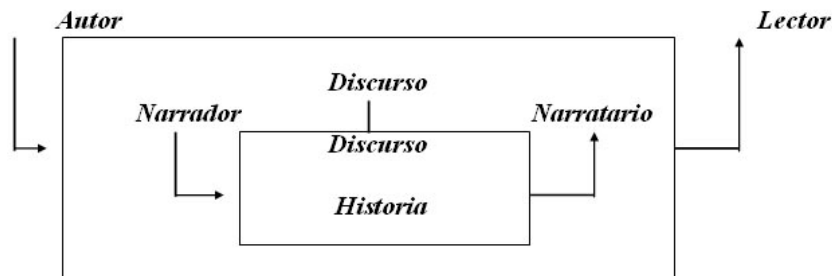 Autor Lector
Discurso
Narrador Narratario
Discurso
Historia